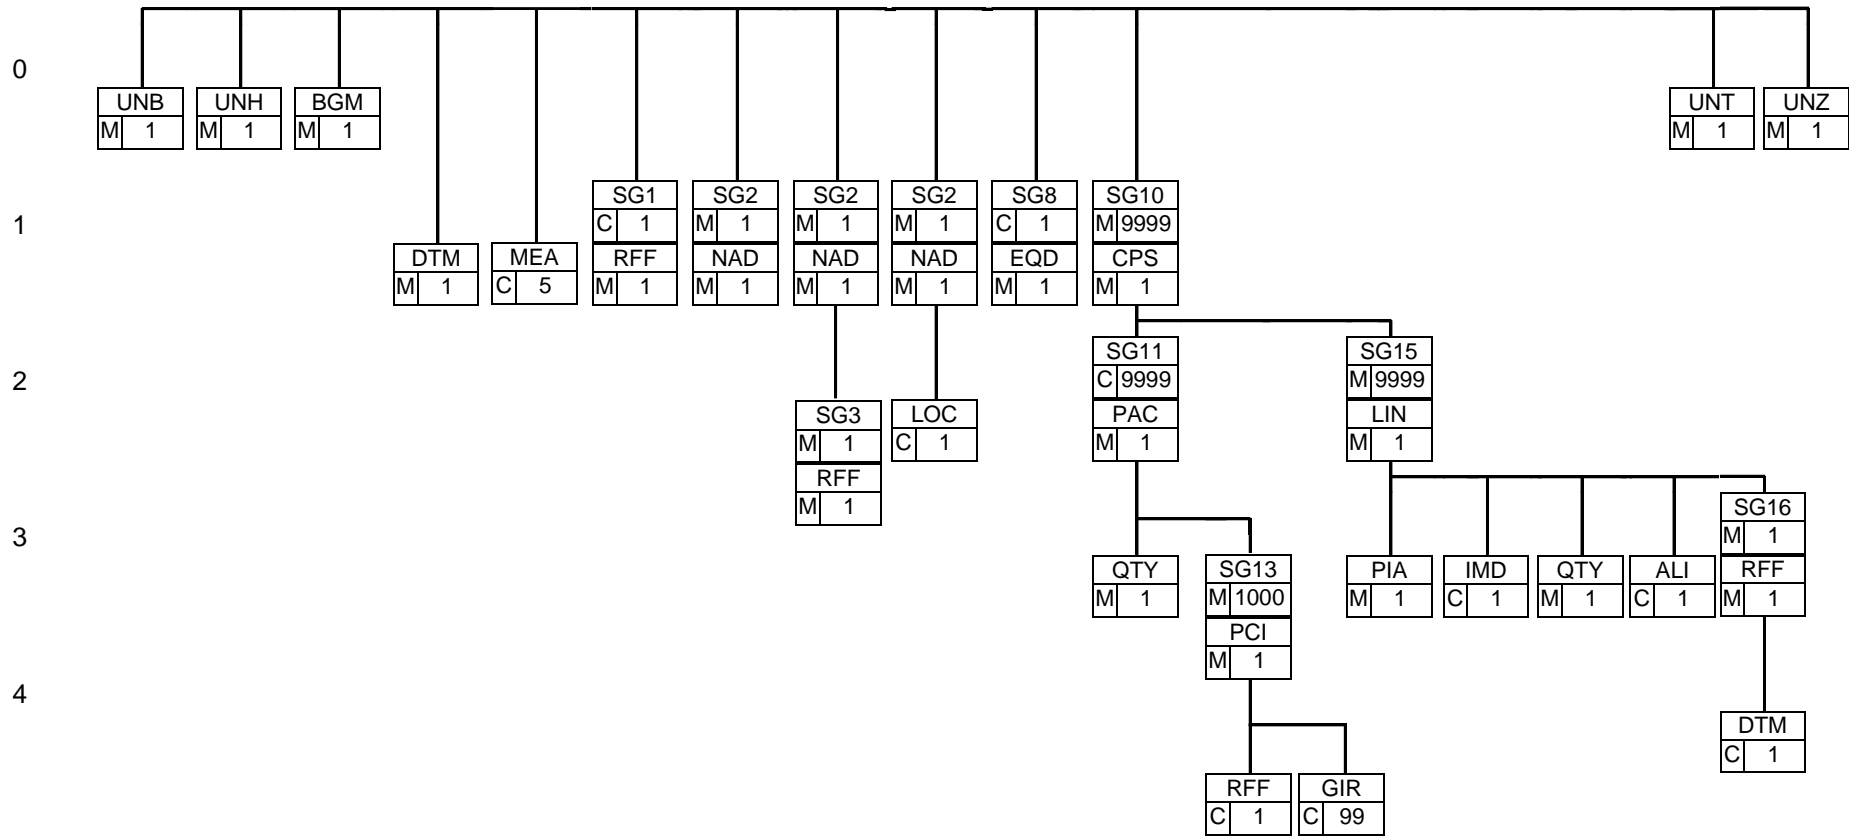 0
UNB UNH BGM UNT UNZ
M 1 M 1 M 1 M 1 M 1
SG1 SG2 SG2 SG2 SG8 SG10
1
C 1 M 1 M 1 M 1 C 1 M 9999
DTM MEA RFF NAD NAD NAD EQD CPS
M 1 C 5 M 1 M 1 M 1 M 1 M 1 M 1
SG11 SG15
2
C 9999 M 9999
SG3 LOC PAC LIN
M 1 C 1 M 1 M 1
RFF
M 1
SG16
3
M 1
QTY SG13 PIA IMD QTY ALI RFF
M 1 M 1000 M 1 C 1 M 1 C 1 M 1
PCI
M 1
4
DTM
C 1
RFF GIR
C 1 C 99